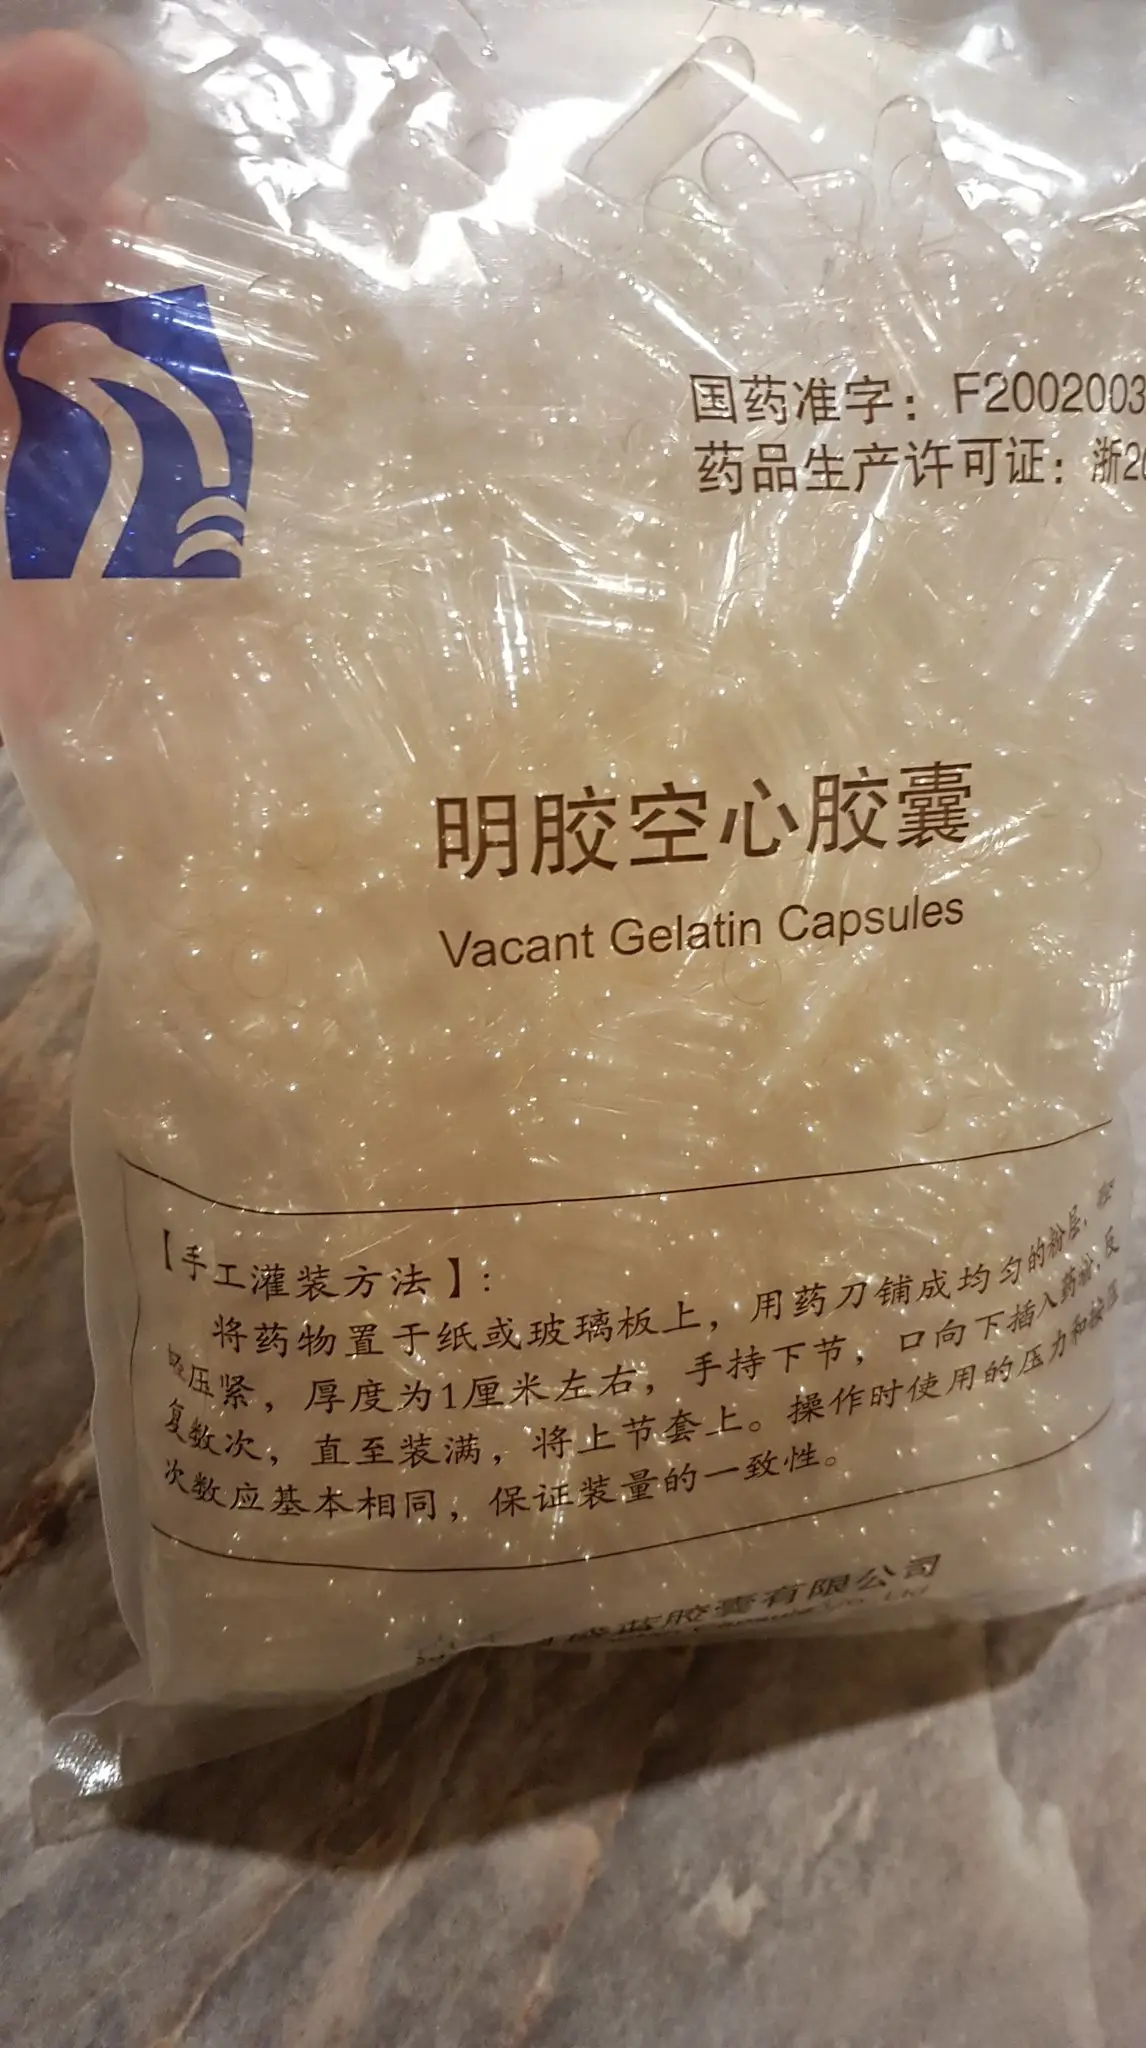 国药准字：F2002003
药品生产许可证：浙20
明胶空心胶囊
Vacant Gelatin Capsules
【手工灌装方法】：
将药物置于纸或玻璃板上，用药刀铺成均匀的粉层，轻
轻压紧，厚度为1厘米左右，手持下节，口向下插入药粉，反
复数次，直至装满，将上节套上。操作时使用的压力和按压
次数应基本相同，保证装量的一致性。
胶囊有限公司